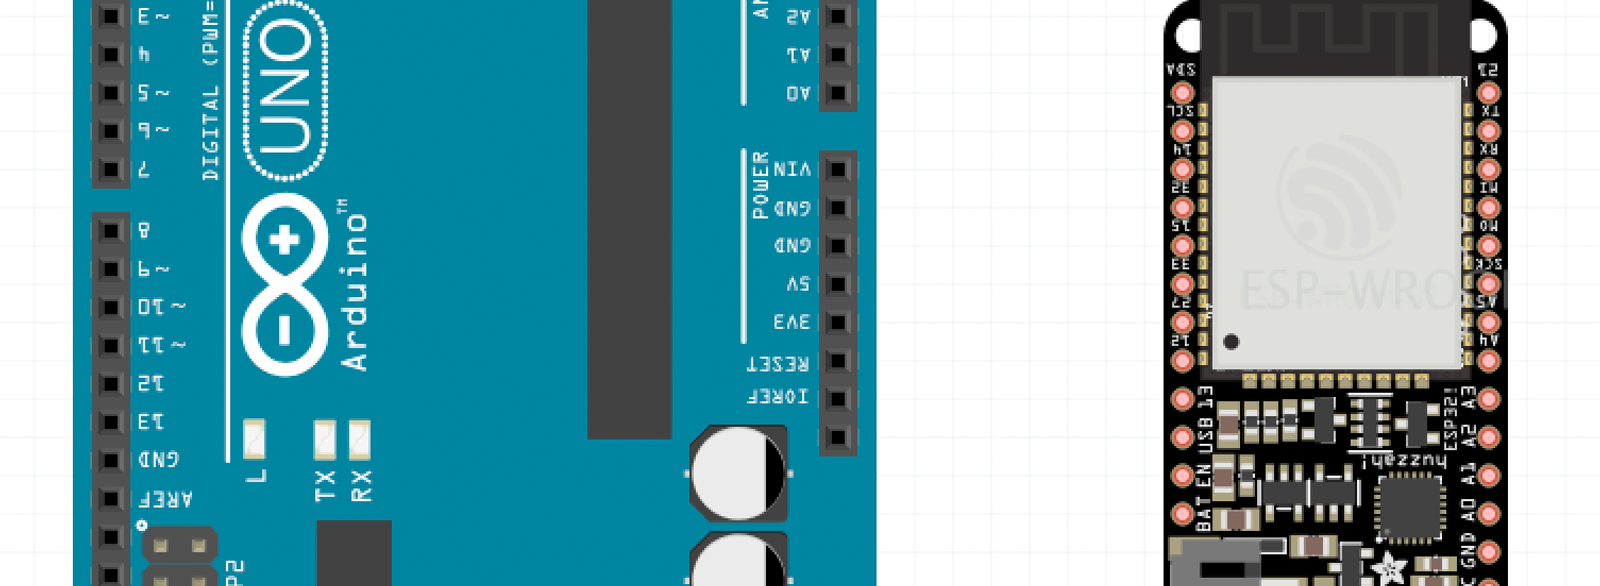 3 ~
4
5 ~
6 ~
7
8
9 ~
10 ~
11 ~
12
13
GND
AREF
DIGITAL (PWM=
UNO
Arduino™
L
TX
RX
A2
A1
A0
POWER
VIN
GND
GND
5V
3V3
RESET
IOREF
SDA
SCL
14
32
15
33
27
12
13
USB
EN
BAT
21
TX
RX
MI
MO
SCK
A5
A4
A3
A2
A1
A0
GND
ESP-WRO
ESP32!
huzzah!